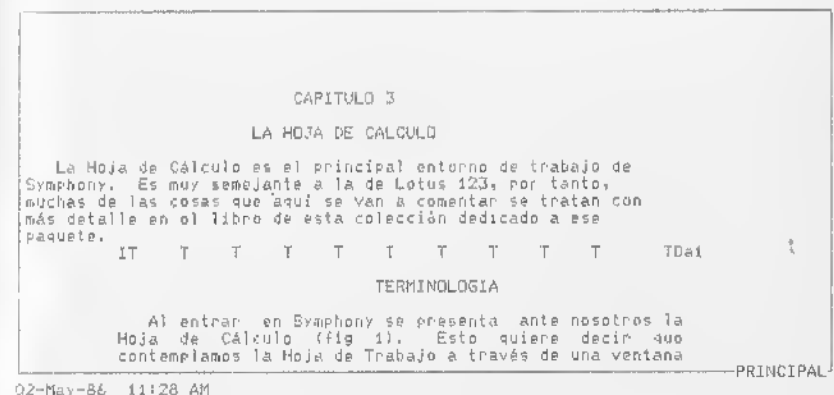 CAPITULO 3
LA HOJA DE CALCULO
La Hoja de Cálculo es el principal entorno de trabajo de
Symphony. Es muy semejante a la de Lotus 123, por tanto,
muchas de las cosas que aquí se van a comentar se tratan con
más detalle en el libro de esta colección dedicado a ese
paquete.
IT T T T T T T T T T TDa1
TERMINOLOGIA
Al entrar en Symphony se presenta ante nosotros la
Hoja de Cálculo (fig 1). Esto quiere decir que
contemplamos la Hoja de Trabajo a través de una ventana
PRINCIPAL
02-May-86 11:28 AM